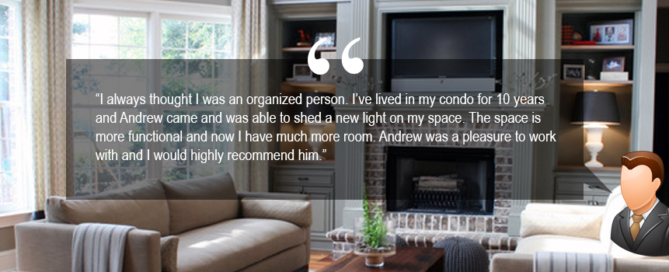 “
“I always thought I was an organized person. I've lived in my condo for 10 years
and Andrew came and was able to shed a new light on my space. The space is
more functional and now I have much more room. Andrew was a pleasure to work
with and I would highly recommend him.”